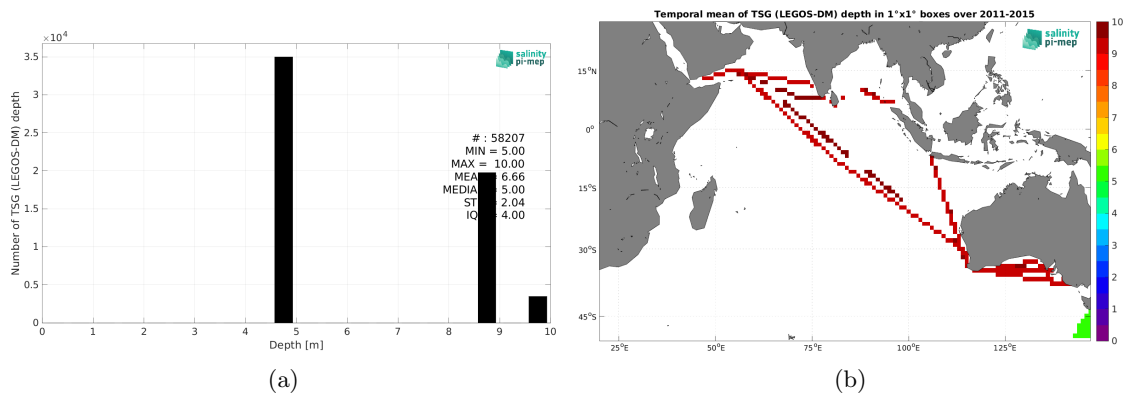 ×10⁴
3.5
3
2.5
2
1.5
1
0.5
0
Number of TSG (LEGOS-DM) depth
salinity
pi-mep
# : 58207
MIN = 5.00
MAX = 10.00
MEA = 6.66
MEDIA = 5.00
ST = 2.04
IQ = 4.00
0 1 2 3 4 5 6 7 8 9 10
Depth [m]
(a)
Temporal mean of TSG (LEGOS-DM) depth in 1°x1° boxes over 2011-2015
salinity
pi-mep
15°N
0°
15°S
30°S
45°S
25°E 50°E 75°E 100°E 125°E
10
9
8
7
6
5
4
3
2
1
0
(b)